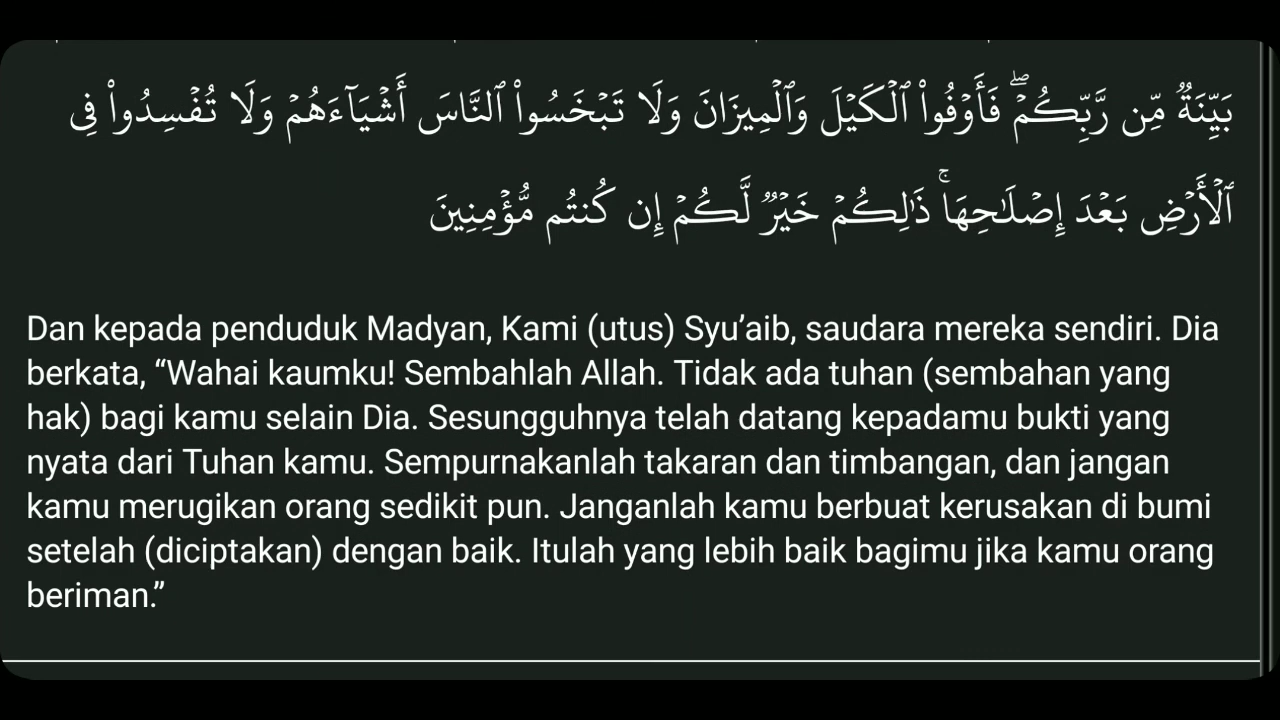 بَيِّنَةٌ مِّن رَّبِّكُمۡۖ فَأَوۡفُواْ ٱلۡكَيۡلَ وَٱلۡمِيزَانَ وَلَا تَبۡخَسُواْ ٱلنَّاسَ أَشۡيَآءَهُمۡ وَلَا تُفۡسِدُواْ فِي
ٱلۡأَرۡضِ بَعۡدَ إِصۡلَٰحِهَاۚ ذَٰلِكُمۡ خَيۡرٌ لَّكُمۡ إِن كُنتُم مُّؤۡمِنِينَ
Dan kepada penduduk Madyan, Kami (utus) Syu’aib, saudara mereka sendiri. Dia
berkata, “Wahai kaumku! Sembahlah Allah. Tidak ada tuhan (sembahan yang
hak) bagi kamu selain Dia. Sesungguhnya telah datang kepadamu bukti yang
nyata dari Tuhan kamu. Sempurnakanlah takaran dan timbangan, dan jangan
kamu merugikan orang sedikit pun. Janganlah kamu berbuat kerusakan di bumi
setelah (diciptakan) dengan baik. Itulah yang lebih baik bagimu jika kamu orang
beriman.”